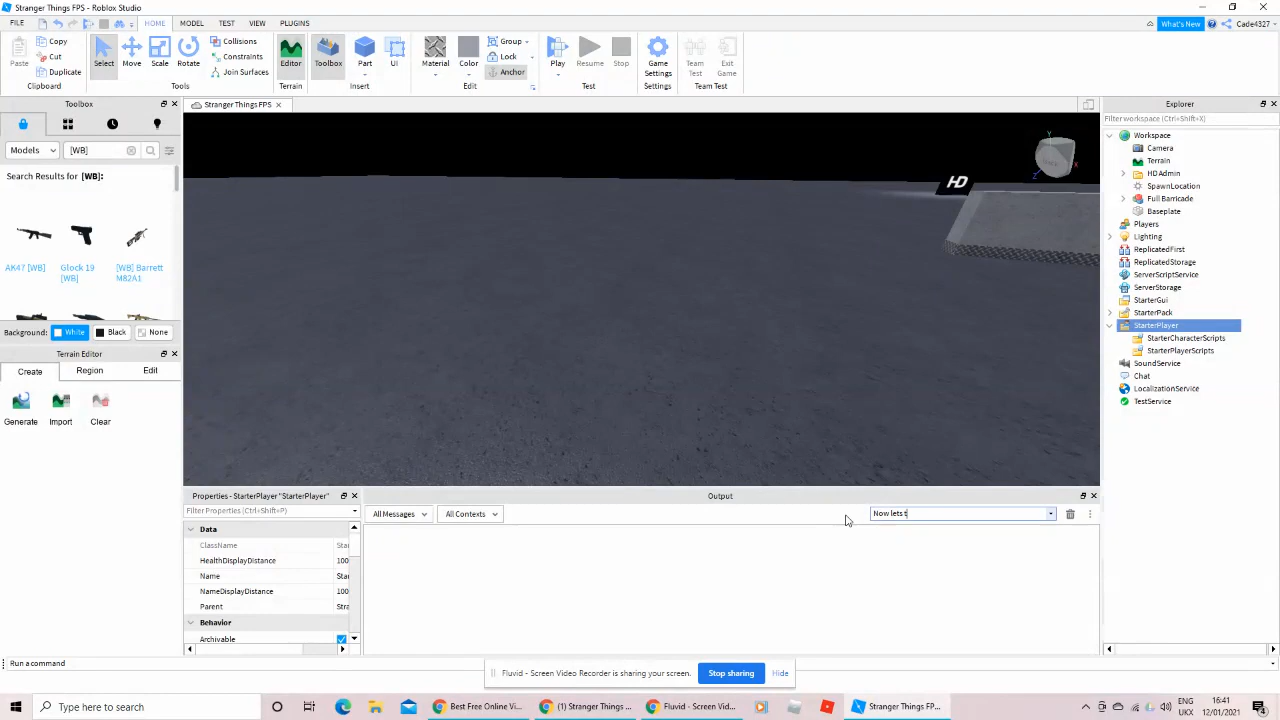 Stranger Things FPS - Roblox Studio
FILE
HOME
MODEL
TEST
VIEW
PLUGINS
What's New
Cade4327
Paste
Copy
Cut
Duplicate
Clipboard
Select
Move
Scale
Rotate
Collisions
Constraints
Join Surfaces
Tools
Editor
Terrain
Toolbox
Part
UI
Insert
Material
Color
Group
Lock
Anchor
Edit
Play
Resume
Stop
Test
Game Settings
Settings
Team Test
Exit Game
Team Test
Toolbox
Models
[WB]
Search Results for [WB]:
AK47 [WB]
Glock 19 [WB]
[WB] Barrett M82A1
Background:
White
Black
None
Terrain Editor
Create
Region
Edit
Generate
Import
Clear
Stranger Things FPS
HD
Y
X
Z
Properties - StarterPlayer "StarterPlayer"
Filter Properties (Ctrl+Shift+P)
Data
ClassName Sta
HealthDisplayDistance 100
Name Sta
NameDisplayDistance 100
Parent Stra
Behavior
Archivable
Output
All Messages
All Contexts
Now lets t
Explorer
Filter workspace (Ctrl+Shift+X)
Workspace
Camera
Terrain
HDAdmin
SpawnLocation
Full Barricade
Baseplate
Players
Lighting
ReplicatedFirst
ReplicatedStorage
ServerScriptService
ServerStorage
StarterGui
StarterPack
StarterPlayer
StarterCharacterScripts
StarterPlayerScripts
SoundService
Chat
LocalizationService
TestService
Run a command
Fluvid - Screen Video Recorder is sharing your screen.
Stop sharing
Hide
Type here to search
Best Free Online Vi...
(1) Stranger Things ...
Fluvid - Screen Vid...
Stranger Things FP...
ENG
UKX
16:41
12/01/2021
4